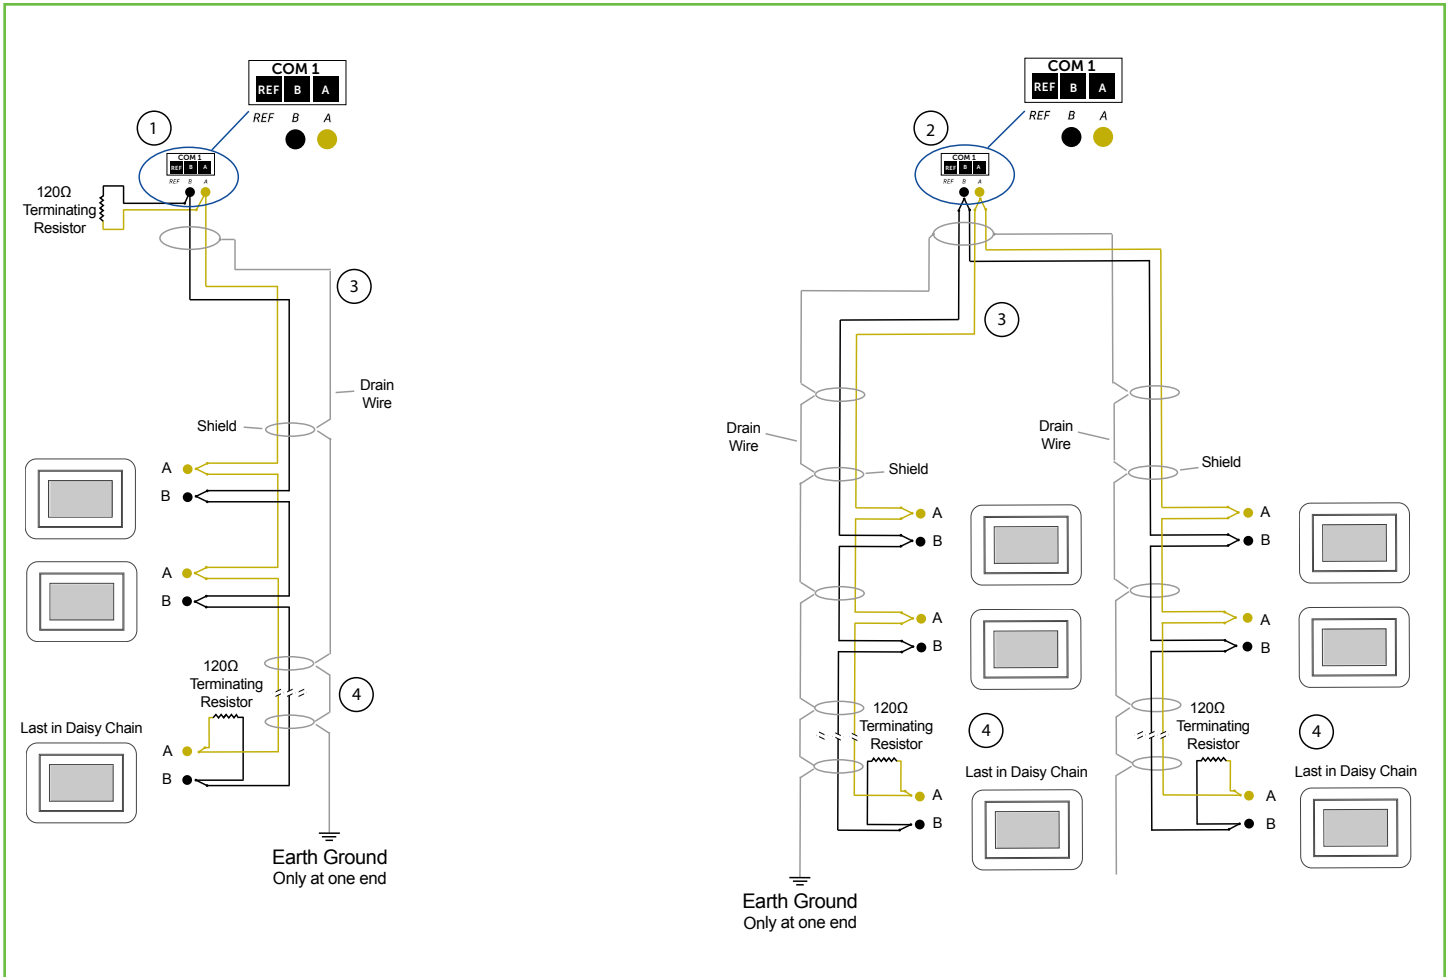 COM 1
REF B A
REF B A
1
COM 1
REF B A
REF B A
120Ω
Terminating
Resistor
3
Drain
Wire
Shield
A
B
A
B
120Ω
Terminating
Resistor
4
Last in Daisy Chain
A
B
Earth Ground
Only at one end
COM 1
REF B A
REF B A
2
COM 1
REF B A
REF B A
3
Drain
Wire
Shield
A
B
A
B
120Ω
Terminating
Resistor
4
Last in Daisy Chain
A
B
Earth Ground
Only at one end
Drain
Wire
Shield
A
B
A
B
120Ω
Terminating
Resistor
4
Last in Daisy Chain
A
B